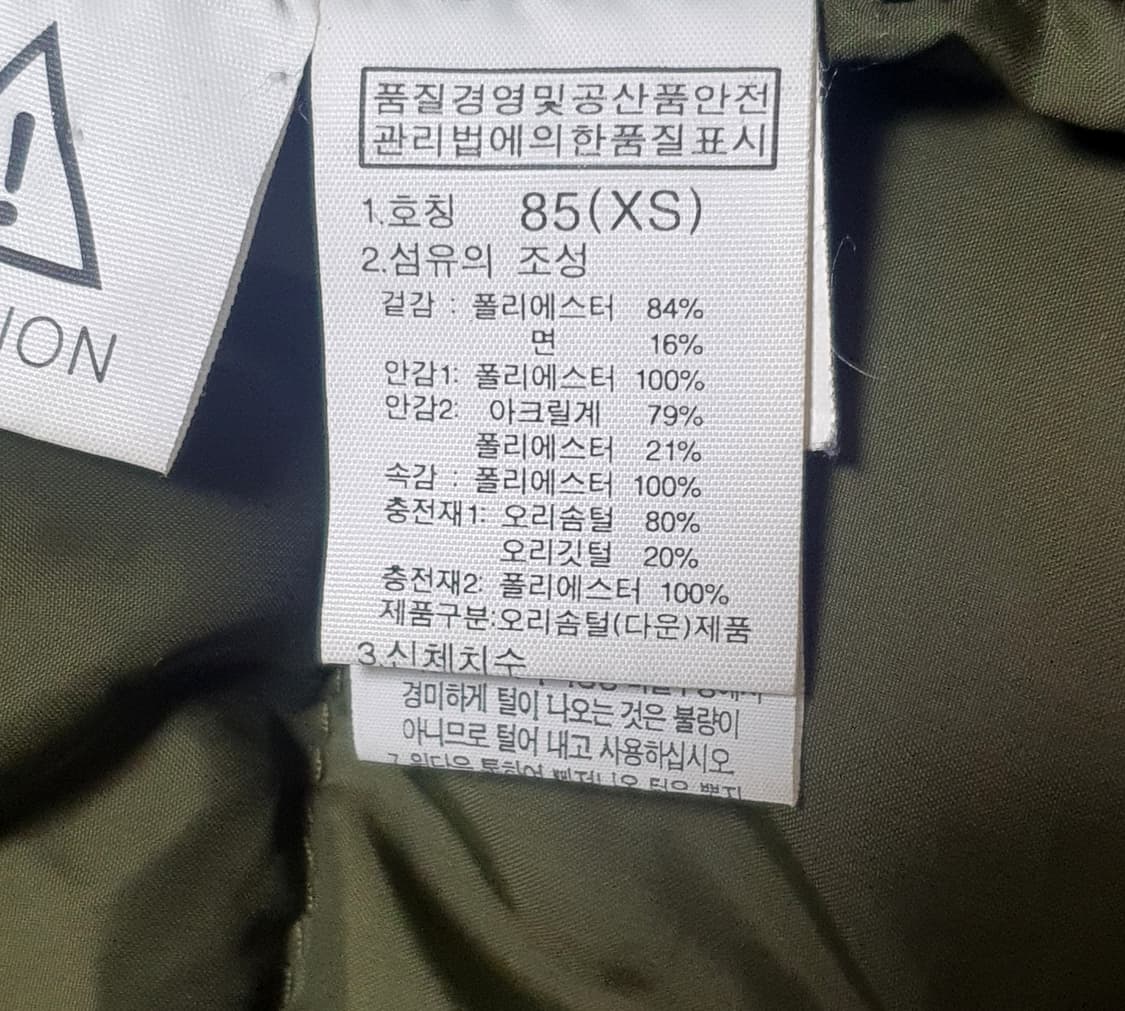 품질경영및공산품안전
관리법에의한품질표시
1.호칭 85(XS)
2.섬유의 조성
겉감 : 폴리에스터 84%
면 16%
안감1: 폴리에스터 100%
안감2: 아크릴계 79%
폴리에스터 21%
속감 : 폴리에스터 100%
충전재1: 오리솜털 80%
오리깃털 20%
충전재2: 폴리에스터 100%
제품구분:오리솜털(다운)제품
3.신체치수
경미하게 털이 나오는 것은 불량이
아니므로 털어 내고 사용하십시오
!
ION